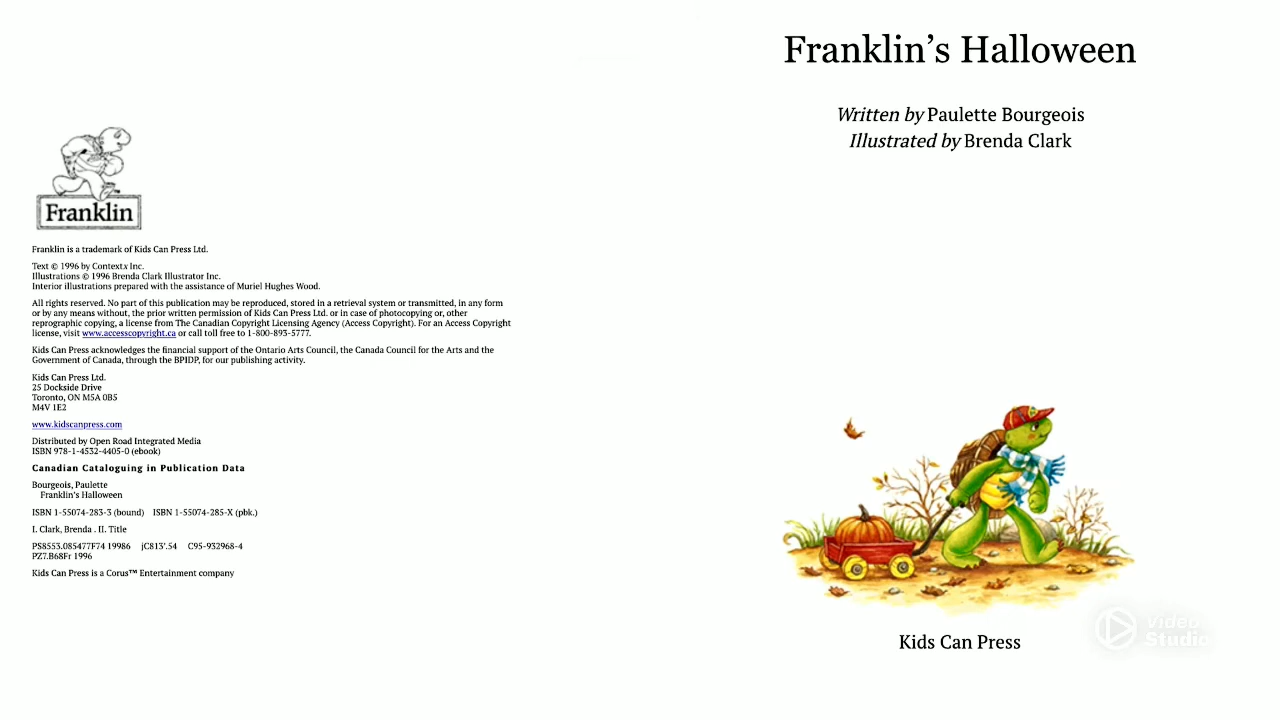 Franklin
Franklin is a trademark of Kids Can Press Ltd.
Text © 1996 by Contextx Inc.
Illustrations © 1996 Brenda Clark Illustrator Inc.
Interior illustrations prepared with the assistance of Muriel Hughes Wood.
All rights reserved. No part of this publication may be reproduced, stored in a retrieval system or transmitted, in any form
or by any means without, the prior written permission of Kids Can Press Ltd. or in case of photocopying or, other
reprographic copying, a license from The Canadian Copyright Licensing Agency (Access Copyright). For an Access Copyright
license, visit www.accesscopyright.ca or call toll free to 1-800-893-5777.
Kids Can Press acknowledges the financial support of the Ontario Arts Council, the Canada Council for the Arts and the
Government of Canada, through the BPIDP, for our publishing activity.
Kids Can Press Ltd.
25 Dockside Drive
Toronto, ON M5A 0B5
M4V 1E2
www.kidscanpress.com
Distributed by Open Road Integrated Media
ISBN 978-1-4532-4405-0 (ebook)
Canadian Cataloguing in Publication Data
Bourgeois, Paulette
Franklin's Halloween
ISBN 1-55074-283-3 (bound) ISBN 1-55074-285-X (pbk.)
I. Clark, Brenda . II. Title
PS8553.085477F74 19986 jC813'.54 C95-932968-4
PZ7.B68Fr 1996
Kids Can Press is a Corus™ Entertainment company
Franklin's Halloween
Written by Paulette Bourgeois
Illustrated by Brenda Clark
Kids Can Press
Video
Studio